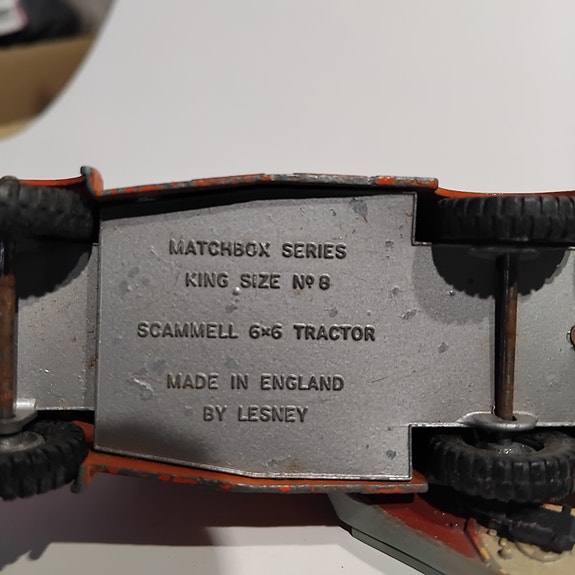 MATCHBOX SERIES
KING SIZE Nº 8
SCAMMELL 6×6 TRACTOR
MADE IN ENGLAND
BY LESNEY